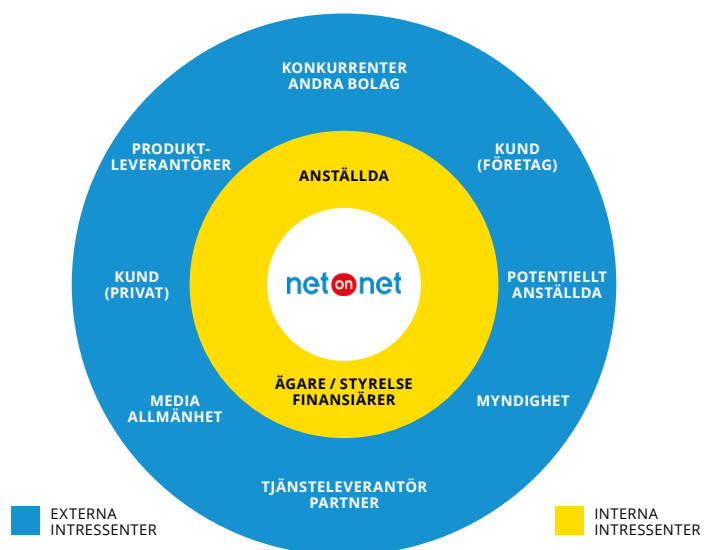 KONKURRENTER
ANDRA BOLAG
PRODUKT-
LEVERANTÖRER
KUND
(FÖRETAG)
ANSTÄLLDA
KUND
(PRIVAT)
net on net
POTENTIELLT
ANSTÄLLDA
ÄGARE / STYRELSE
FINANSIÄRER
MEDIA
ALLMÄNHET
MYNDIGHET
TJÄNSTELEVERANTÖR
PARTNER
EXTERNA
INTRESSENTER
INTERNA
INTRESSENTER